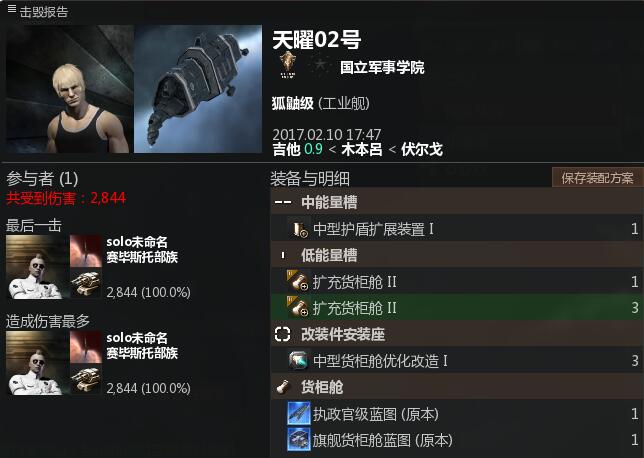 击毁报告
天曜02号
国立军事学院
狐鼬级 (工业舰)
2017.02.10 17:47
吉他 0.9 < 木本吕 < 伏尔戈
参与者 (1)
共受到伤害：2,844
最后一击
solo未命名
赛毕斯托部族
2,844 (100.0%)
造成伤害最多
solo未命名
赛毕斯托部族
2,844 (100.0%)
装备与明细
保存装配方案
中能量槽
中型护盾扩展装置 I 1
低能量槽
扩充货柜舱 II 1
扩充货柜舱 II 3
改装件安装座
中型货柜舱优化改造 I 3
货柜舱
执政官级蓝图 (原本) 1
旗舰货柜舱蓝图 (原本) 1